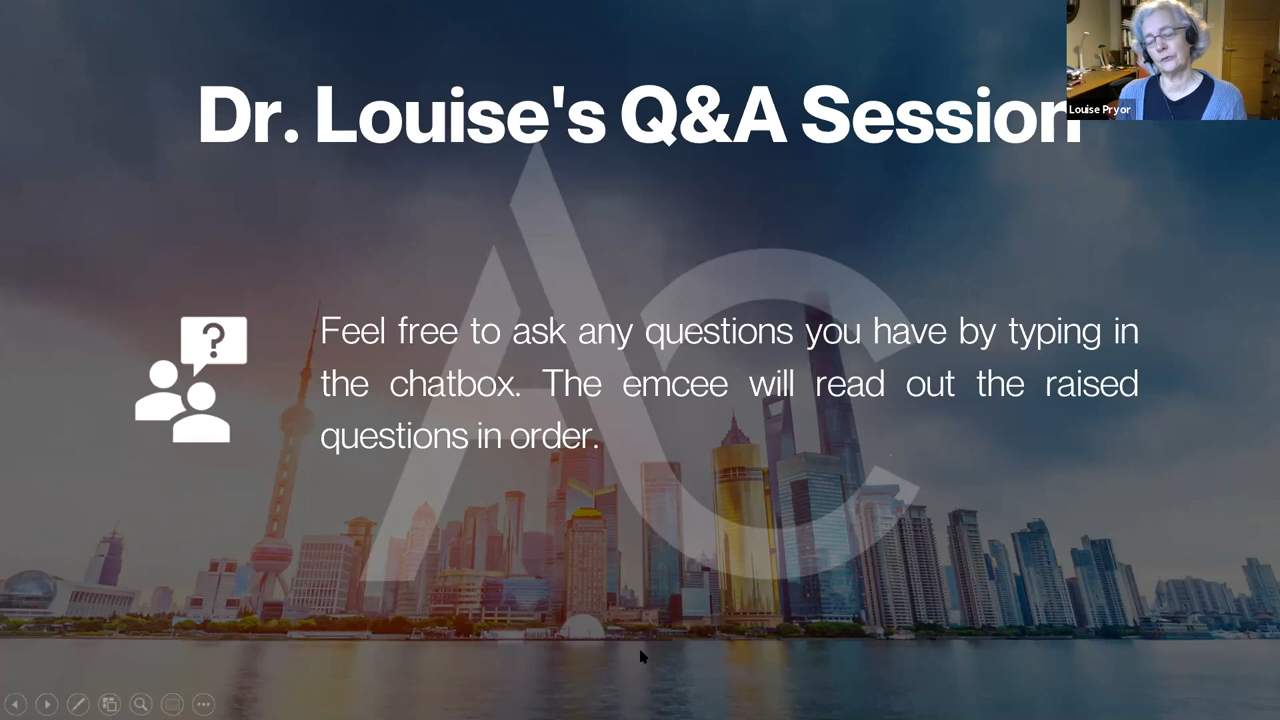 Dr. Louise's Q&A Session
Louise Pryor
?
Feel free to ask any questions you have by typing in
the chatbox. The emcee will read out the raised
questions in order.
AC